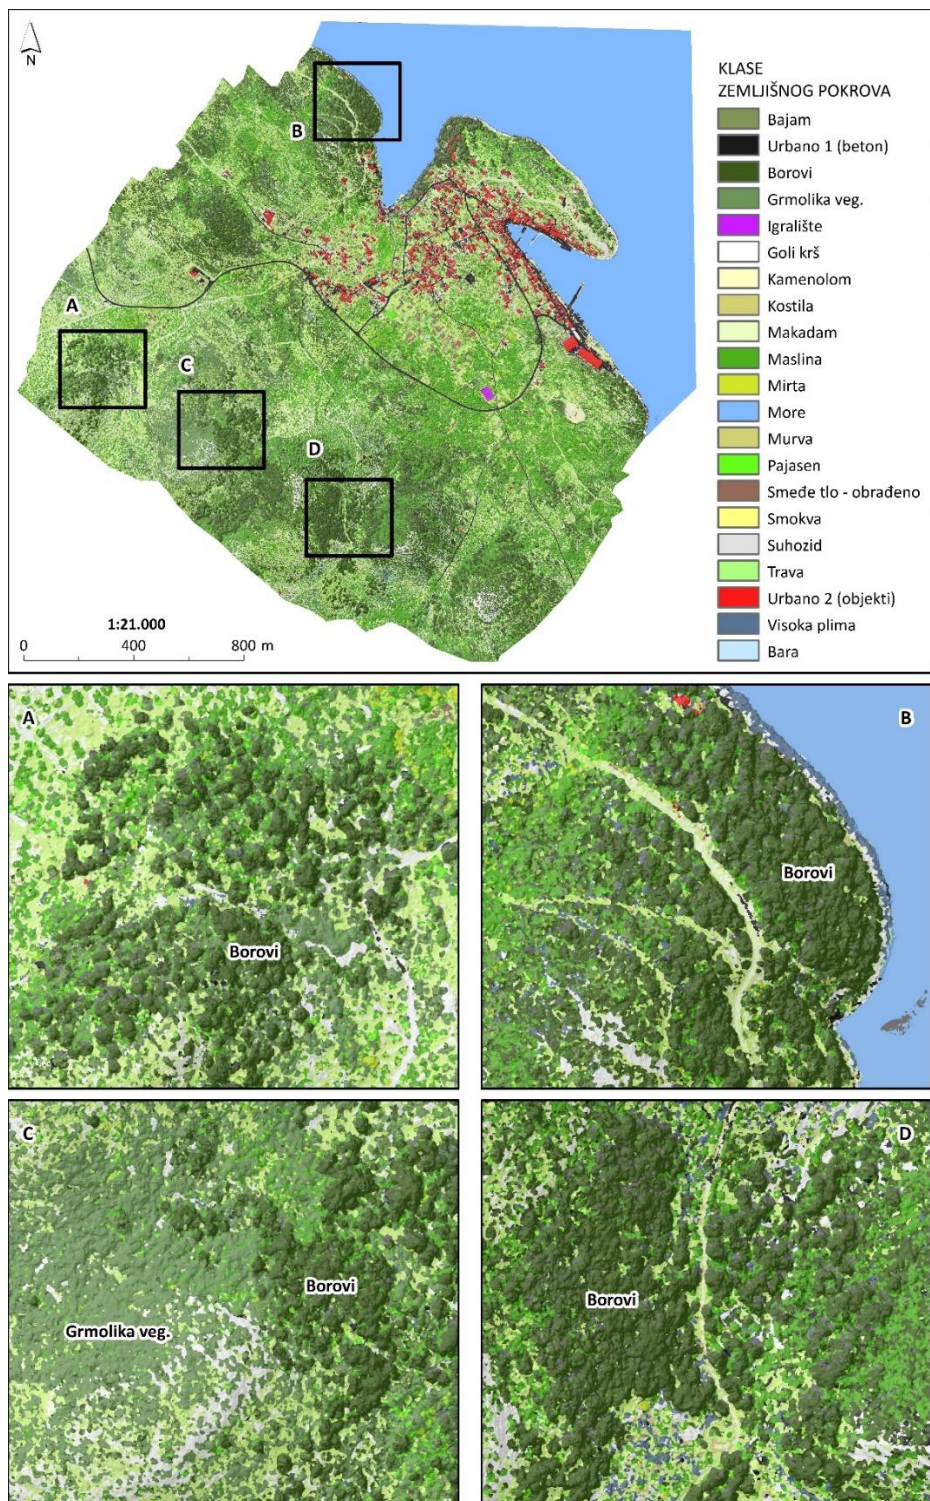 N
KLASE
ZEMLJIŠNOG POKROVA
Bajam
Urbano 1 (beton)
Borovi
Grmolika veg.
Igralište
Goli krš
Kamenolom
Kostila
Makadam
Maslina
Mirta
More
Murva
Pajasen
Smeđe tlo - obrađeno
Smokva
Suhozid
Trava
Urbano 2 (objekti)
Visoka plima
Bara
B
A
C
D
1:21.000
0 400 800 m
A
Borovi
B
Borovi
C
Borovi
Grmolika veg.
D
Borovi